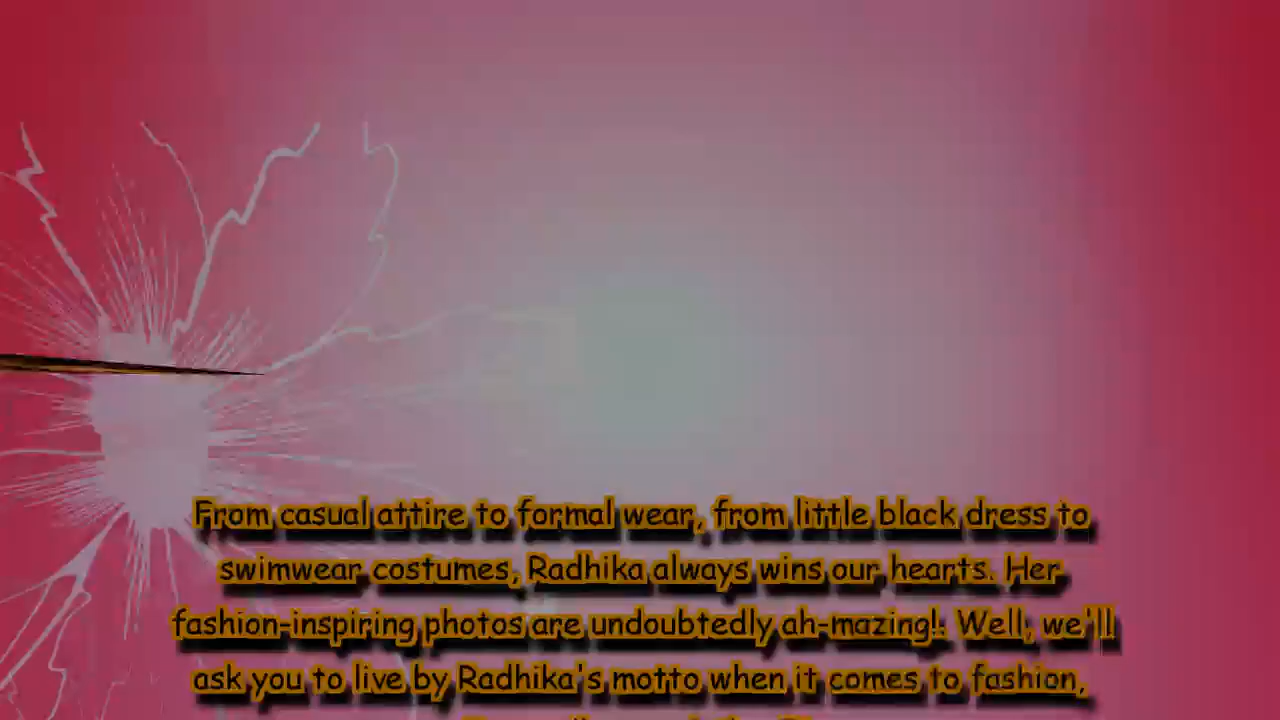 From casual attire to formal wear, from little black dress to
swimwear costumes, Radhika always wins our hearts. Her
fashion-inspiring photos are undoubtedly ah-mazing!. Well, we'll
ask you to live by Radhika's motto when it comes to fashion,